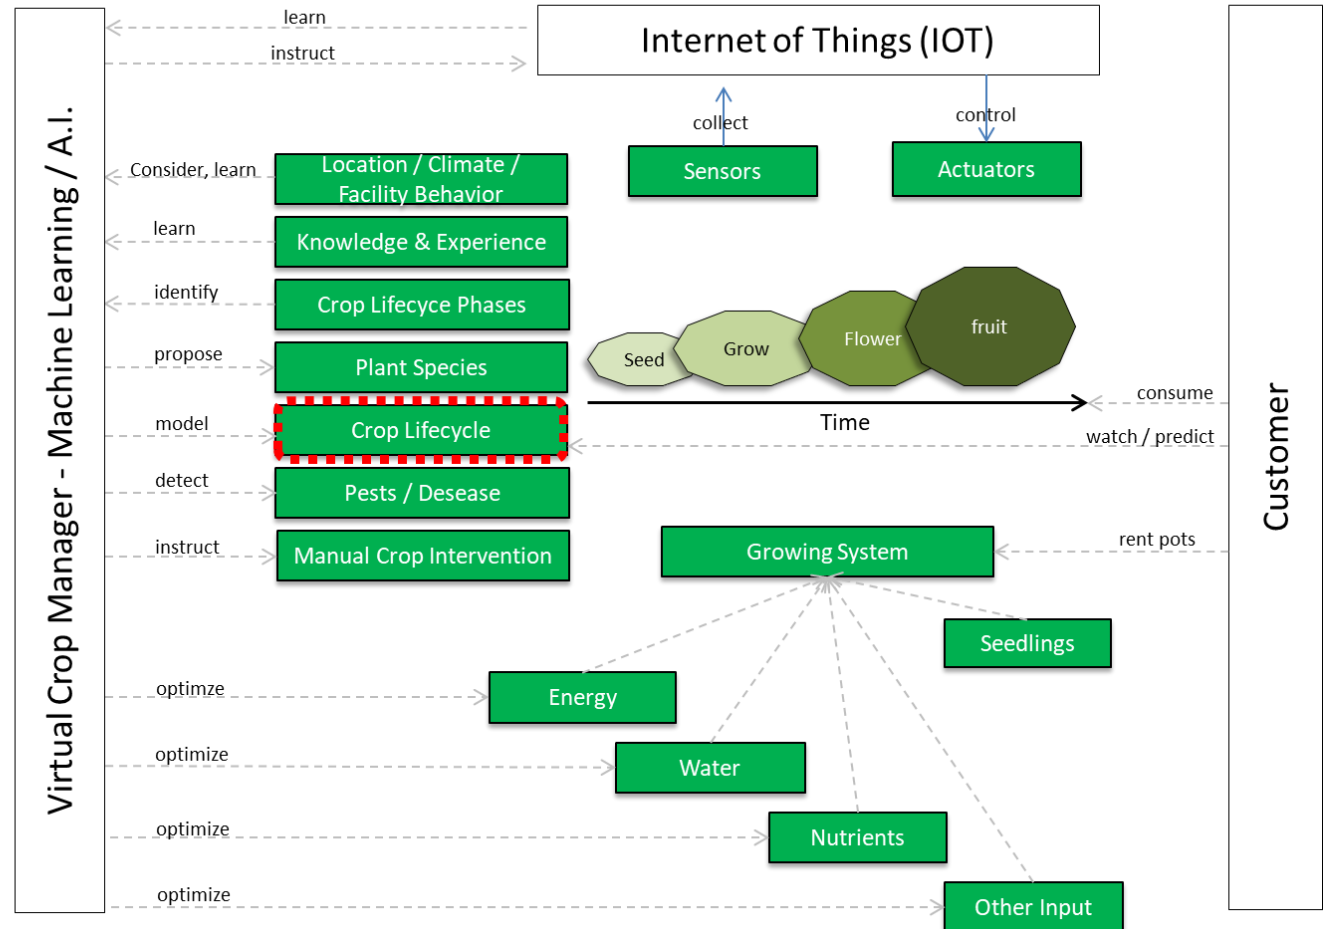 learn
Internet of Things (IOT)
instruct
collect
control
Consider, learn
Location / Climate /
Facility Behavior
Sensors
Actuators
learn
Knowledge & Experience
identify
Crop Lifecyce Phases
propose
Plant Species
Seed
Grow
Flower
fruit
model
Crop Lifecycle
Time
consume
watch / predict
detect
Pests / Desease
instruct
Manual Crop Intervention
Growing System
rent pots
Seedlings
optimze
Energy
optimize
Water
optimize
Nutrients
optimize
Other Input
Virtual Crop Manager - Machine Learning / A.I.
Customer